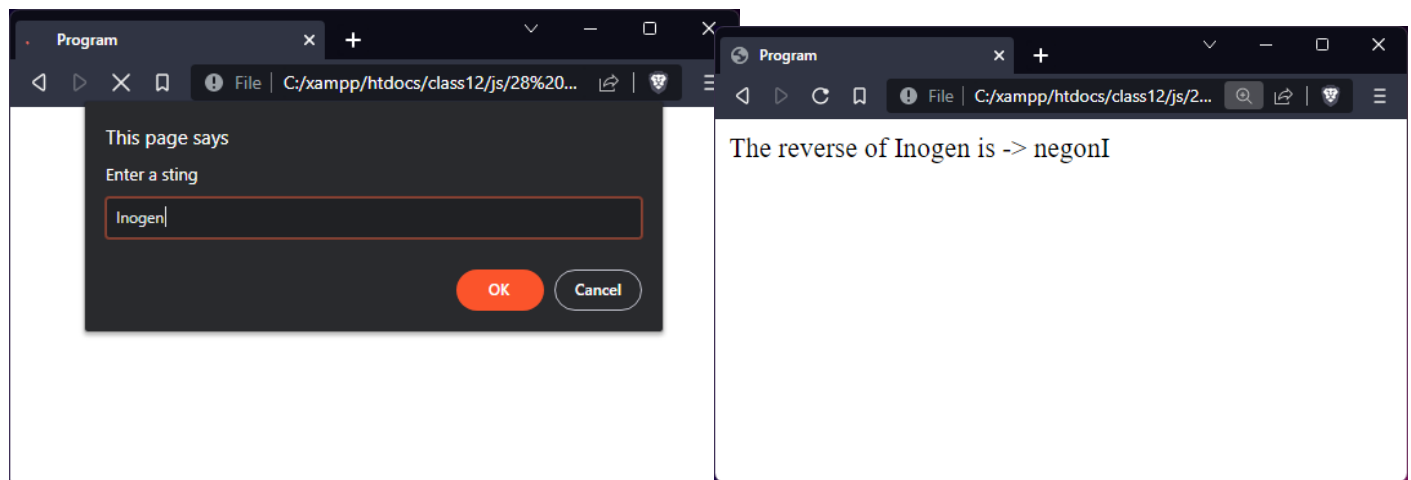 Program
File
C:/xampp/htdocs/class12/js/28%20...
This page says
Enter a sting
Inogen
OK
Cancel
Program
File
C:/xampp/htdocs/class12/js/2...
The reverse of Inogen is -> negonI